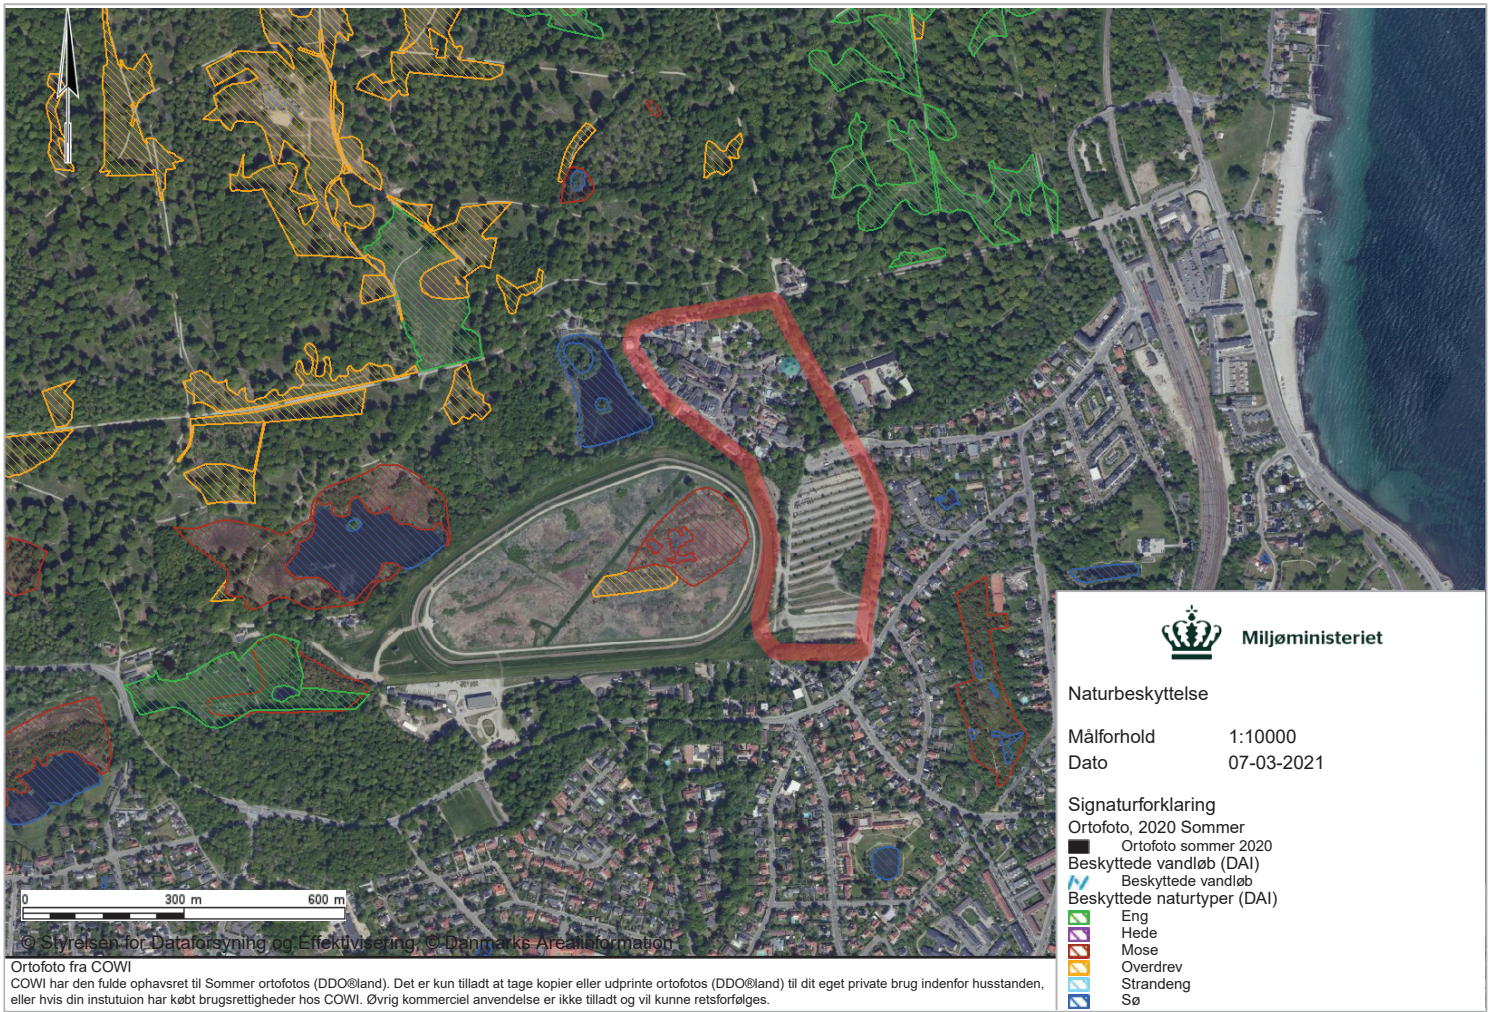 Miljøministeriet
Naturbeskyttelse
Målforhold 1:10000
Dato 07-03-2021
Signaturforklaring
Ortofoto, 2020 Sommer
Ortofoto sommer 2020
Beskyttede vandløb (DAI)
Beskyttede vandløb
Beskyttede naturtyper (DAI)
Eng
Hede
Mose
Overdrev
Strandeng
Sø
0 300 m 600 m
© Styrelsen for Dataforsyning og Effektivisering, © Danmarks Arealinformation
Ortofoto fra COWI
COWI har den fulde ophavsret til Sommer ortofotos (DDO®land). Det er kun tilladt at tage kopier eller udprinte ortofotos (DDO®land) til dit eget private brug indenfor husstanden,
eller hvis din instutuion har købt brugsrettigheder hos COWI. Øvrig kommerciel anvendelse er ikke tilladt og vil kunne retsforfølges.